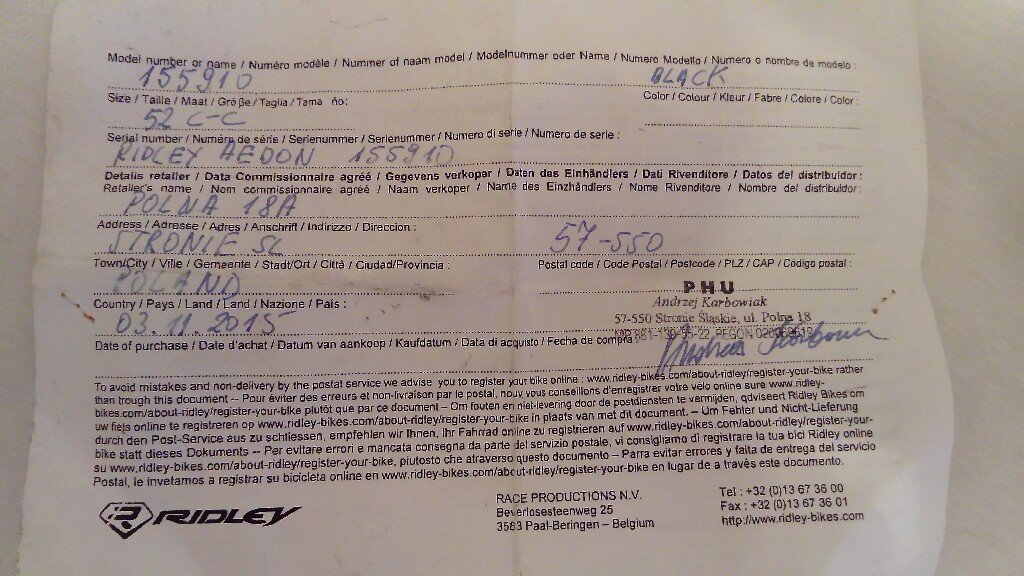 Model number or name / Numéro modèle / Nummer of naam model / Modelnummer oder Name / Numero Modello / Numero o nombre de modelo :
155910 BLACK
Size / Taille / Maat / Größe / Taglia / Tama ño: Color / Colour / Kleur / Fabre / Colore / Color :
52 C-C
Serial number / Numéro de série / Serienummer / Serienummer / Numero di serie / Numero de serie :
RIDLEY AEDON 155910
Details retailer / Data Commissionnaire agréé / Gegevens verkoper / Daten das Einhändlers / Dati Rivenditore / Datos del distribuidor :
Retailer's name / Nom commissionnaire agréé / Naam verkoper / Name des Einzhändlers / Nome Rivenditore / Nombre del distribuidor:
POLNA 18A
Address / Adresse / Adres / Anschrift / Indirizzo / Direccion :
STRONIE SL 57-550
Town/City / Ville / Gemeente / Stadt/Ort / Città / Ciudad/Provincia : Postal code / Code Postal / Postcode / PLZ / CAP / Código postal :
POLAND
PHU
Country / Pays / Land / Land / Nazione / País :
Andrzej Karbowiak
03.11.2015
57-550 Stronie Śląskie, ul. Polna 18
Date of purchase / Date d'achat / Datum van aankoop / Kaufdatum / Data di acquisto / Fecha de compra
To avoid mistakes and non-delivery by the postal service we advise you to register your bike online : www.ridley-bikes.com/about-ridley/register-your-bike rather
than trough this document – Pour éviter des erreurs et non-livraison par le postal, nous vous conseillons d'enregistrer votre velo online sure www.ridley-
bikes.com/about-ridley/register-your-bike plutôt que par ce document – Om fouten en niet-levering door de postdiensten te vermijden, qdviseert Ridley Bikes om
uw fiejs online te registreren op www.ridley-bikes.com/about-ridley/register-your-bike in plaats van met dit document. – Um Fehler und Nicht-Lieferung
durch den Post-Service aus zu schliessen, empfehlen wir Ihnen, Ihr Fahrrad online zu registrieren auf www.ridley-bikes.com/about-ridley/register-your-
bike statt dieses Dokuments – Per evitare errori e mancata consegna da parte del servizio postale, vi consigliamo di registrare la tua bici Ridley online
su www.ridley-bikes.com/about-ridley/register-your-bike, piutosto che atraverso questo documento – Parra evitar errores y falta de entrega del servicio
Postal, le invetamos a registrar su bicicleta online en www.ridley-bikes.com/about-ridley/register-your-bike en lugar de a través este documento.
RIDLEY
RACE PRODUCTIONS N.V.
Beverlosesteenweg 25
3583 Paal-Beringen – Belgium
Tel : +32 (0)13 67 36 00
Fax : +32 (0)13 67 36 01
http://www.ridley-bikes.com